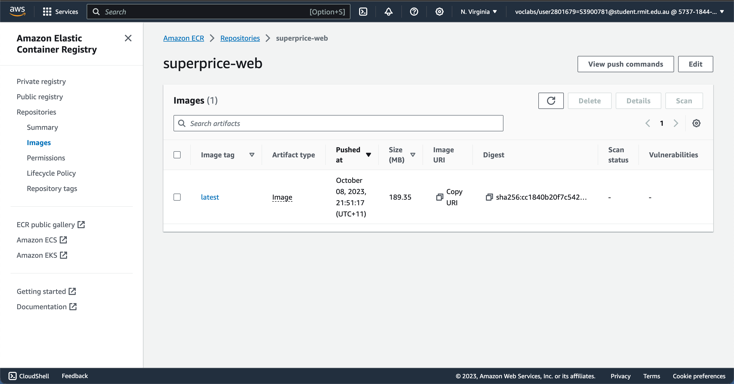 aws
Services
Search [Option+S]
N. Virginia
voclabs/user2801679=S3900781@student.rmit.edu.au @ 5737-1844-...
Amazon Elastic
Container Registry
Private registry
Public registry
Repositories
Summary
Images
Permissions
Lifecycle Policy
Repository tags
ECR public gallery
Amazon ECS
Amazon EKS
Getting started
Documentation
Amazon ECR > Repositories > superprice-web
superprice-web
View push commands
Edit
Images (1)
Delete
Details
Scan
Search artifacts
1
Image tag
Artifact type
Pushed
at
Size
(MB)
Image
URI
Digest
Scan
status
Vulnerabilities
latest
Image
October
08, 2023,
21:51:17
(UTC+11)
189.35
Copy
URI
sha256:cc1840b20f7c542...
-
-
CloudShell
Feedback
© 2023, Amazon Web Services, Inc. or its affiliates.
Privacy
Terms
Cookie preferences